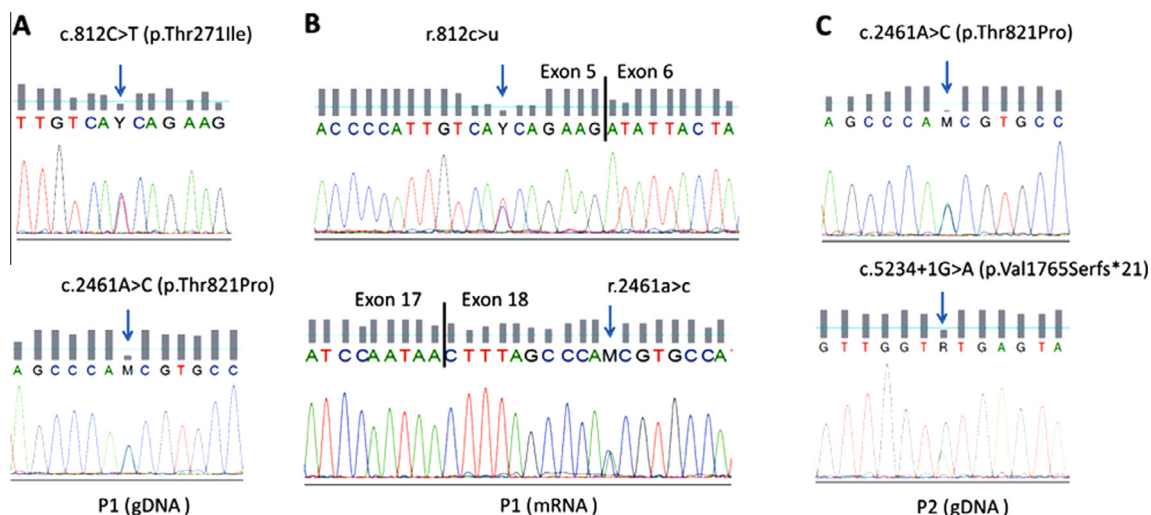 A
c.812C>T (p.Thr271Ile)
T T G T C A Y C A G A A G
c.2461A>C (p.Thr821Pro)
A G C C C A M C G T G C C
P1 (gDNA)
B
r.812c>u
Exon 5 Exon 6
A C C C C A T T G T C A Y C A G A A G A T A T T A C T A
r.2461a>c
Exon 17 Exon 18
A T C C A A T A A C T T T A G C C C A M C G T G C C A
P1 (mRNA)
C
c.2461A>C (p.Thr821Pro)
A G C C C A M C G T G C C
c.5234+1G>A (p.Val1765Serfs*21)
G T T G G T R T G A G T A
P2 (gDNA)